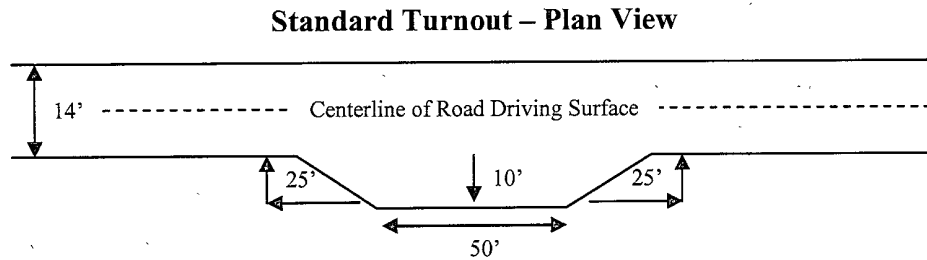 Standard Turnout – Plan View
14'
Centerline of Road Driving Surface
25'
10'
25'
50'